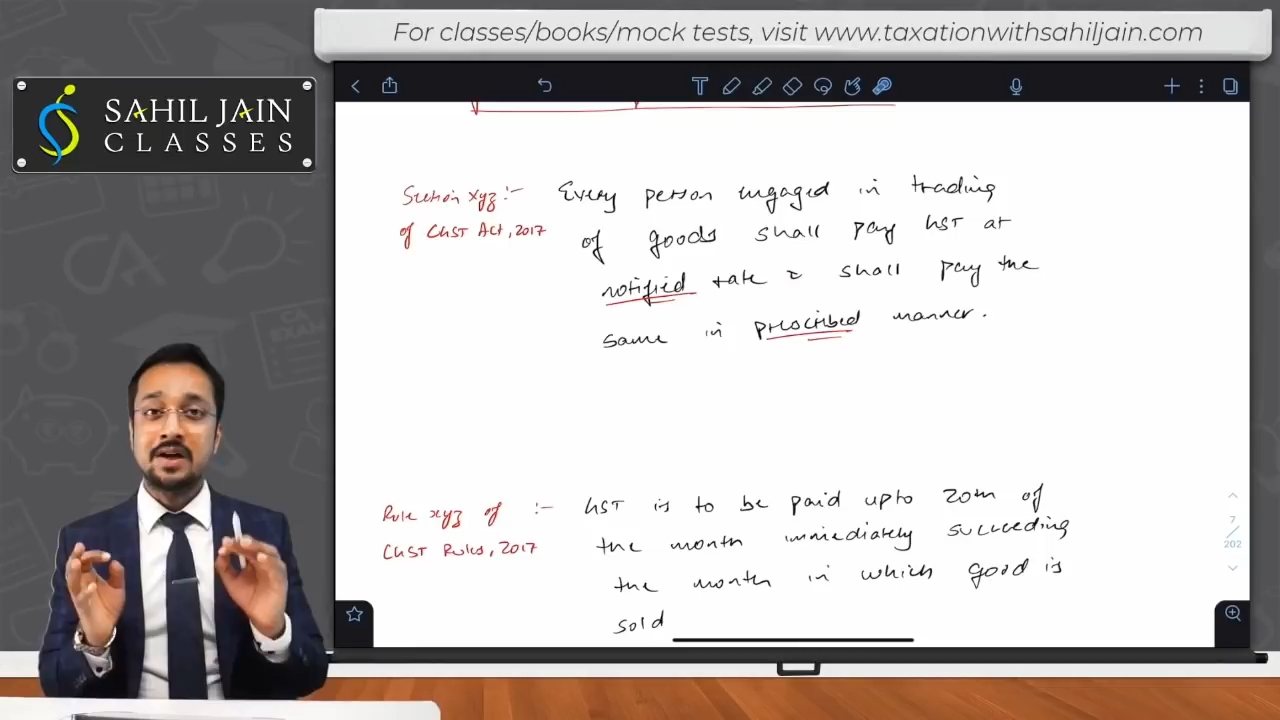 For classes/books/mock tests, visit www.taxationwithsahiljain.com
SAHIL JAIN
CLASSES
Section xyz :- Every person engaged in trading
of CGST Act, 2017 of goods shall pay GST at
notified rate & shall pay the
same in prescribed manner.
Rule xyz of :- GST is to be paid upto 20th of
CGST Rules, 2017 the month immediately succeeding
the month in which good is
sold
7
202